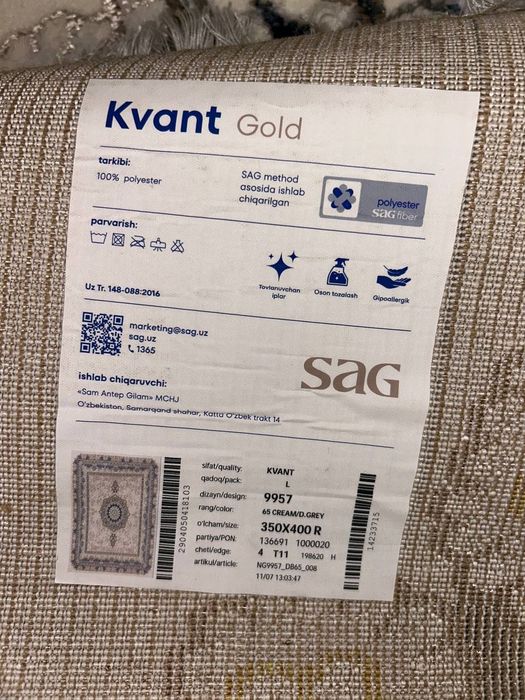 Kvant Gold
tarkibi:
100% polyester
SAG method
asosida ishlab
chiqarilgan
polyester
SAG fiber
parvarish:
Tovlanuvchan
iplar
Oson tozalash
Gipoallergik
Uz Tr. 148-088:2016
marketing@sag.uz
sag.uz
1365
SAG
ishlab chiqaruvchi:
«Sam Antep Gilam» MCHJ
O'zbekiston, Samarqand shahar, Katta O'zbek trakt 14
sifat/quality: KVANT
qadoq/pack: L
dizayn/design: 9957
rang/color: 65 CREAM/D.GREY
o'lcham/size: 350X400 R
partiya/PON: 136691 1000020
cheti/edge: 4 T11 198620 H
artikul/article: NG9957_DB65_008
11/07 13:03:47
2904050418103
14233715